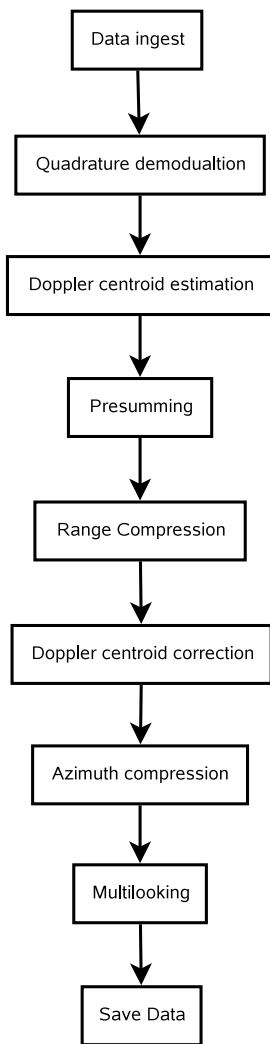 Data ingest
Quadrature demodualtion
Doppler centroid estimation
Presumming
Range Compression
Doppler centroid correction
Azimuth compression
Multilooking
Save Data